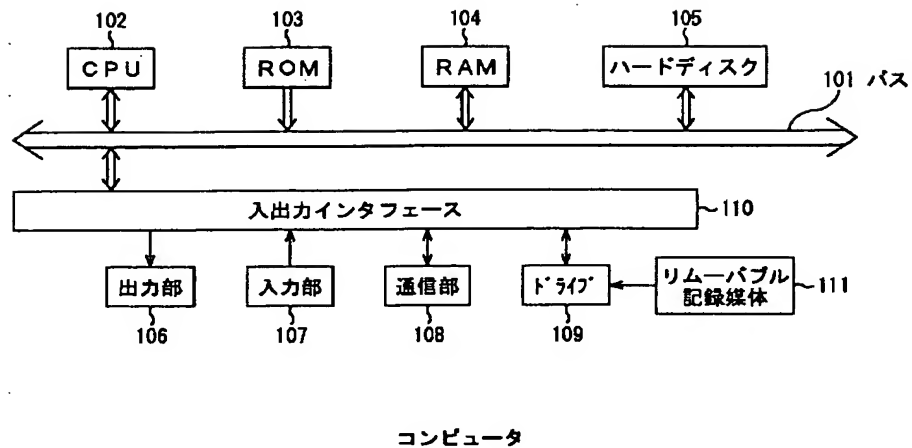 102
103
104
105
CPU
ROM
RAM
ハードディスク
101 バス
入出力インタフェース
110
出力部
入力部
通信部
ドライブ
リムーバブル
記録媒体
111
106
107
108
109
コンピュータ